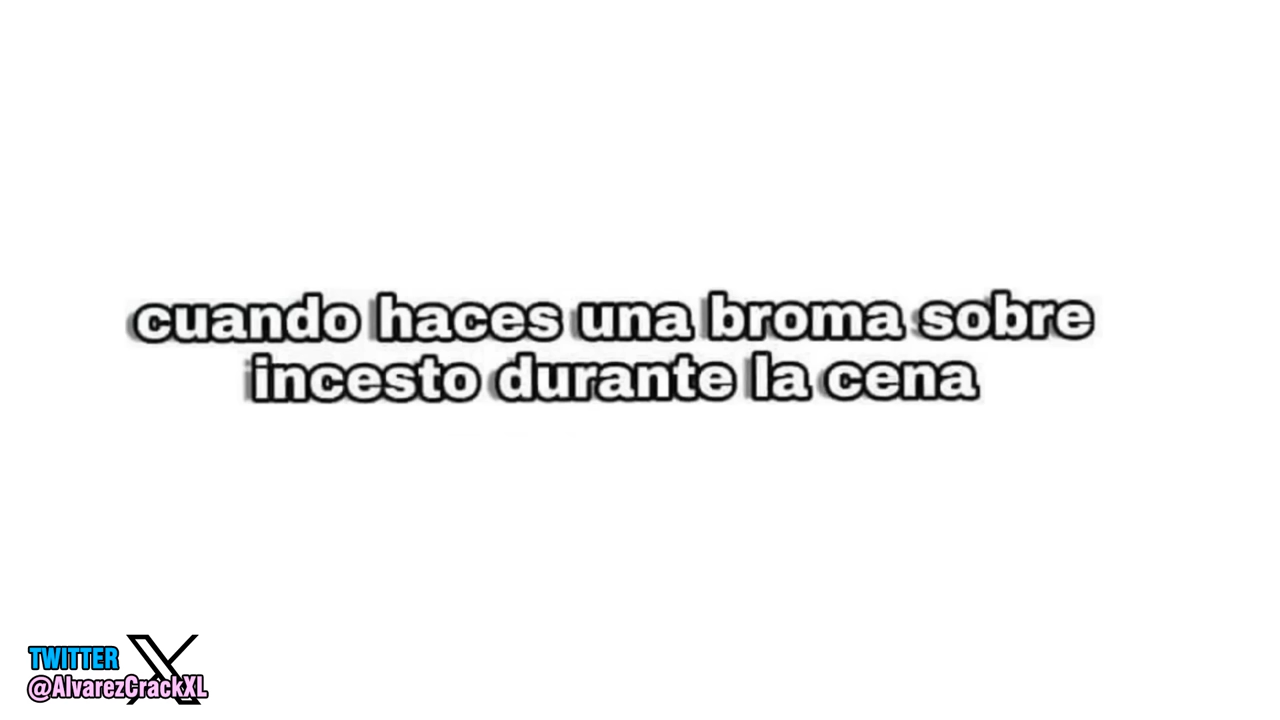 cuando haces una broma sobre
incesto durante la cena
TWITTER X
@AlvarezCrackXL